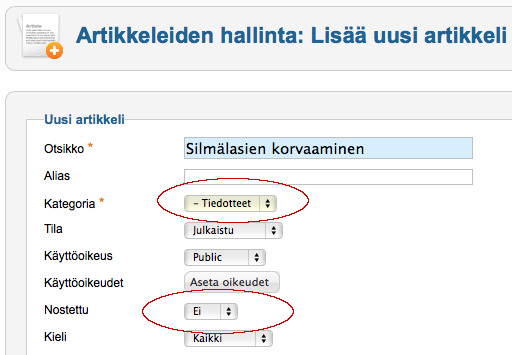 Artikkeleiden hallinta: Lisää uusi artikkeli
Uusi artikkeli
Otsikko *
Silmälasien korvaaminen
Alias
Kategoria *
– Tiedotteet
Tila
Julkaistu
Käyttöoikeus
Public
Käyttöoikeudet
Aseta oikeudet
Nostettu
Ei
Kieli
Kaikki